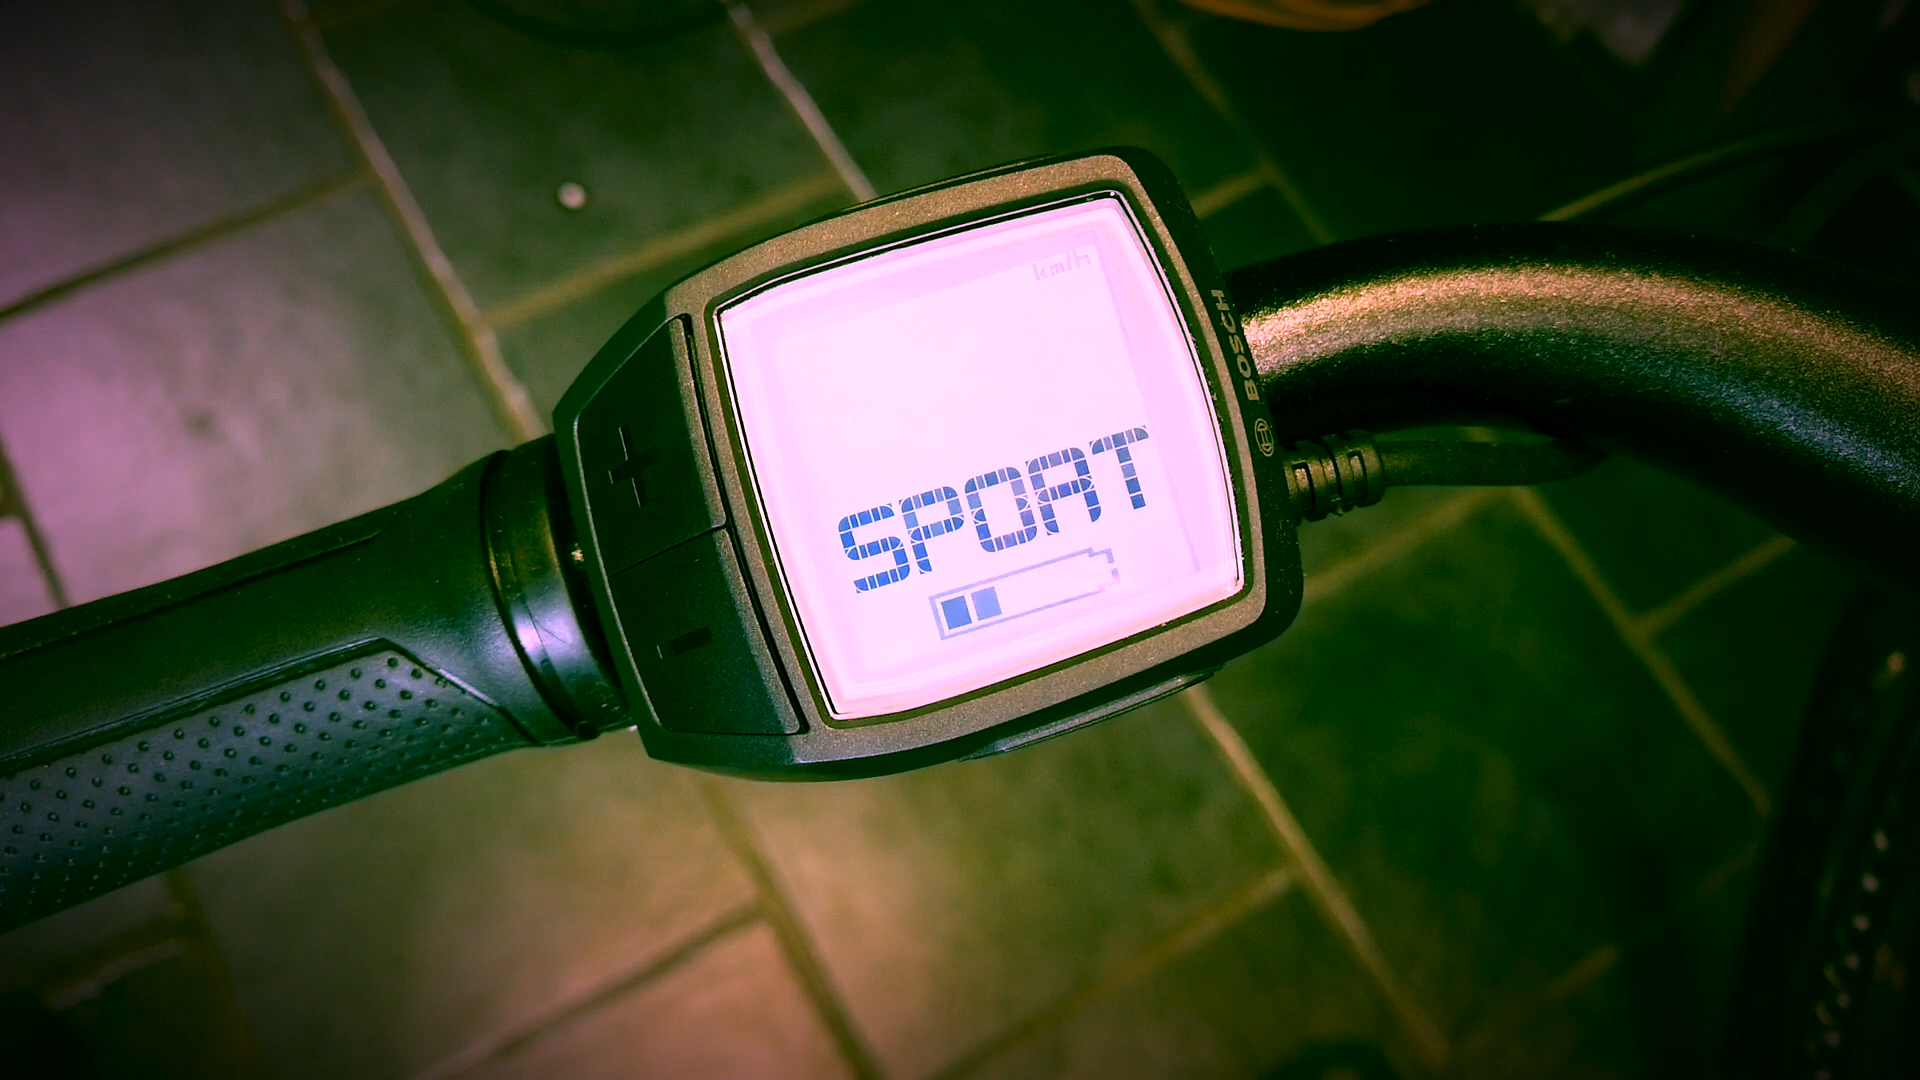 km/h
SPORT
BOSCH
+
-